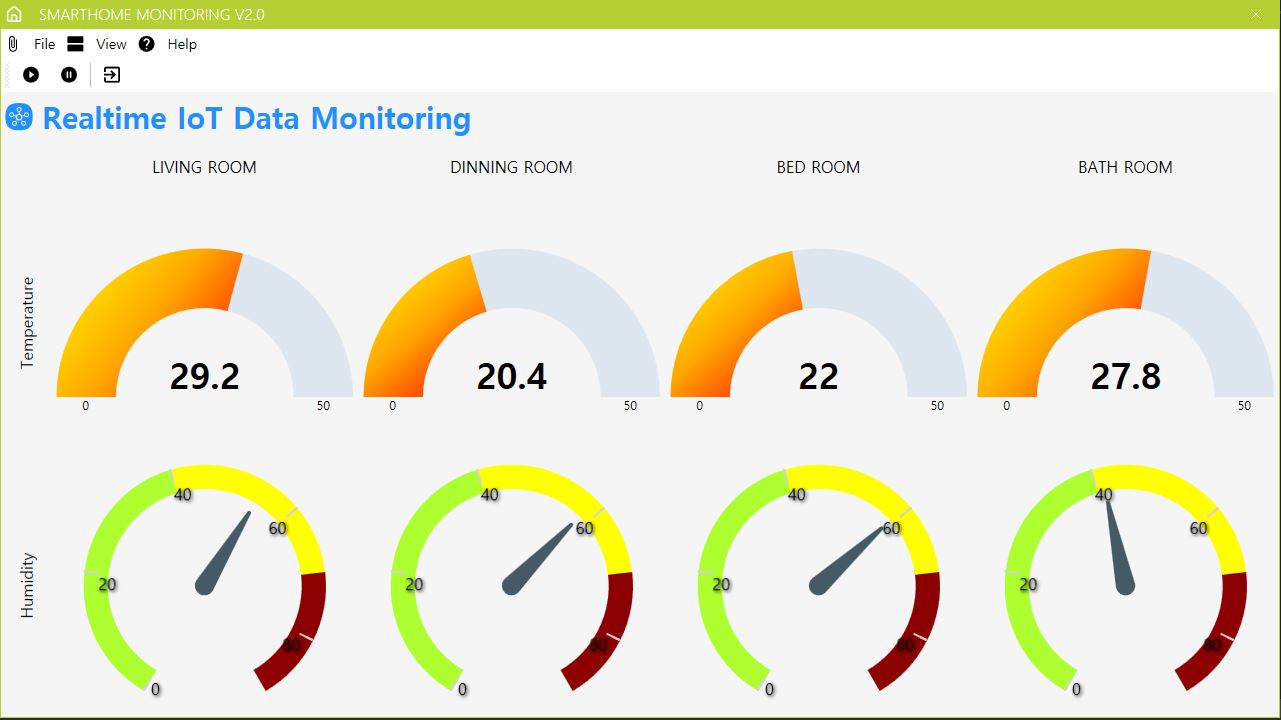 SMARTHOME MONITORING V2.0
File View Help
Realtime IoT Data Monitoring
LIVING ROOM DINNING ROOM BED ROOM BATH ROOM
Temperature
29.2 20.4 22 27.8
0 50 0 50 0 50 0 50
Humidity
40 40 40 40
60 60 60 60
20 20 20 20
80 80 80 80
0 0 0 0